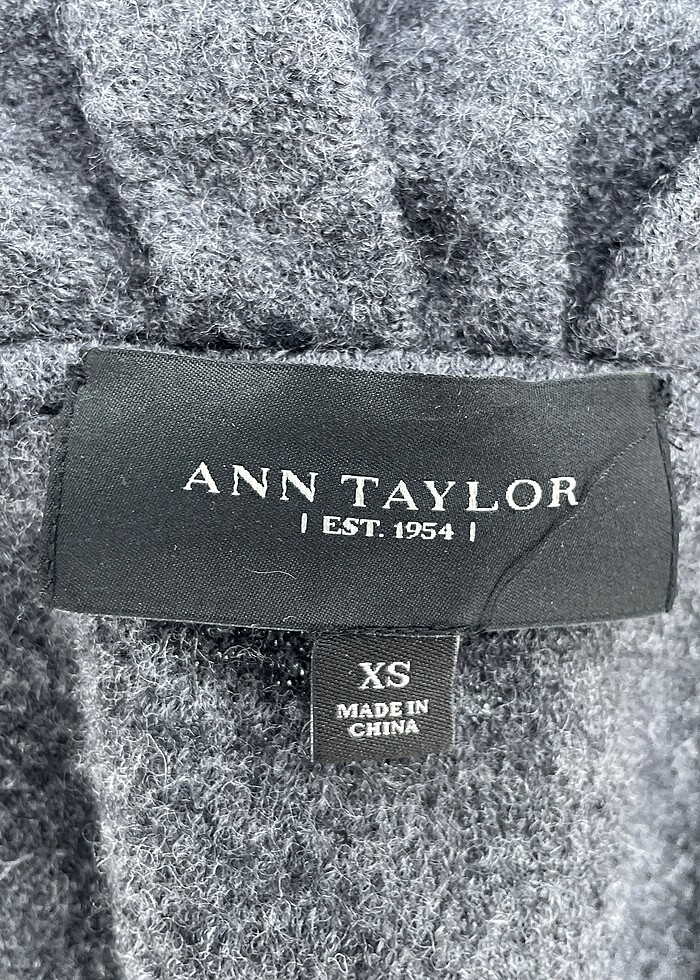 ANN TAYLOR
| EST. 1954 |
XS
MADE IN
CHINA